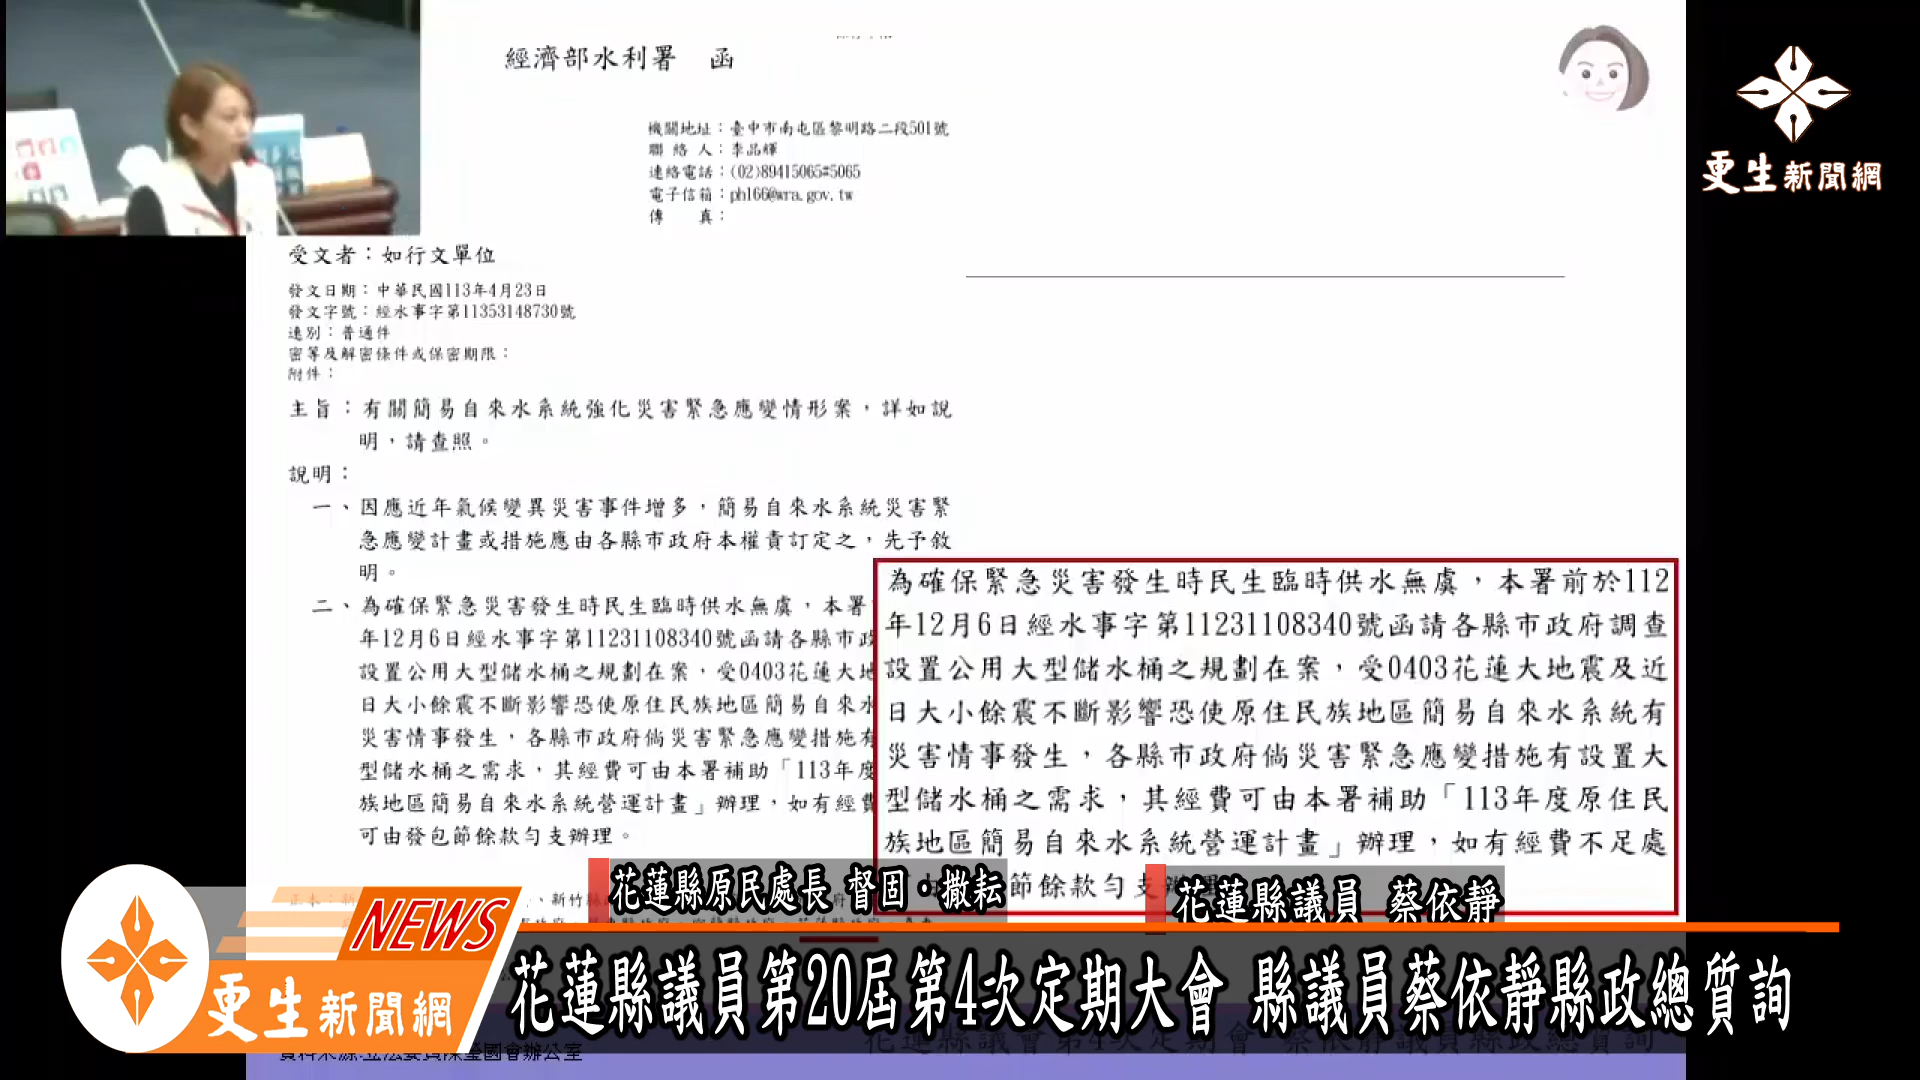 經濟部水利署　函
機關地址：臺中市南屯區黎明路二段501號
聯 絡 人：李品輝
連絡電話：(02)89415065#5065
電子信箱：ph166@wra.gov.tw
傳　　真：
受文者：如行文單位
發文日期：中華民國113年4月23日
發文字號：經水事字第11353148730號
速別：普通件
密等及解密條件或保密期限：
附件：
主旨：有關簡易自來水系統強化災害緊急應變情形案，詳如說
明，請查照。
說明：
一、因應近年氣候變異災害事件增多，簡易自來水系統災害緊
急應變計畫或措施應由各縣市政府本權責訂定之，先予敘
明。
二、為確保緊急災害發生時民生臨時供水無虞，本署
年12月6日經水事字第11231108340號函請各縣市政
設置公用大型儲水桶之規劃在案，受0403花蓮大地
日大小餘震不斷影響恐使原住民族地區簡易自來水
災害情事發生，各縣市政府倘災害緊急應變措施有
型儲水桶之需求，其經費可由本署補助「113年度
族地區簡易自來水系統營運計畫」辦理，如有經費
可由發包節餘款勻支辦理。
為確保緊急災害發生時民生臨時供水無虞，本署前於112
年12月6日經水事字第11231108340號函請各縣市政府調查
設置公用大型儲水桶之規劃在案，受0403花蓮大地震及近
日大小餘震不斷影響恐使原住民族地區簡易自來水系統有
災害情事發生，各縣市政府倘災害緊急應變措施有設置大
型儲水桶之需求，其經費可由本署補助「113年度原住民
族地區簡易自來水系統營運計畫」辦理，如有經費不足處
節餘款勻支
更生新聞網
花蓮縣原民處長 督固·撒耘
花蓮縣議員 蔡依靜
NEWS
更生新聞網
花蓮縣議員第20屆第4次定期大會 縣議員蔡依靜縣政總質詢
花蓮縣議會第4次定期會 蔡依靜議員縣政總質詢